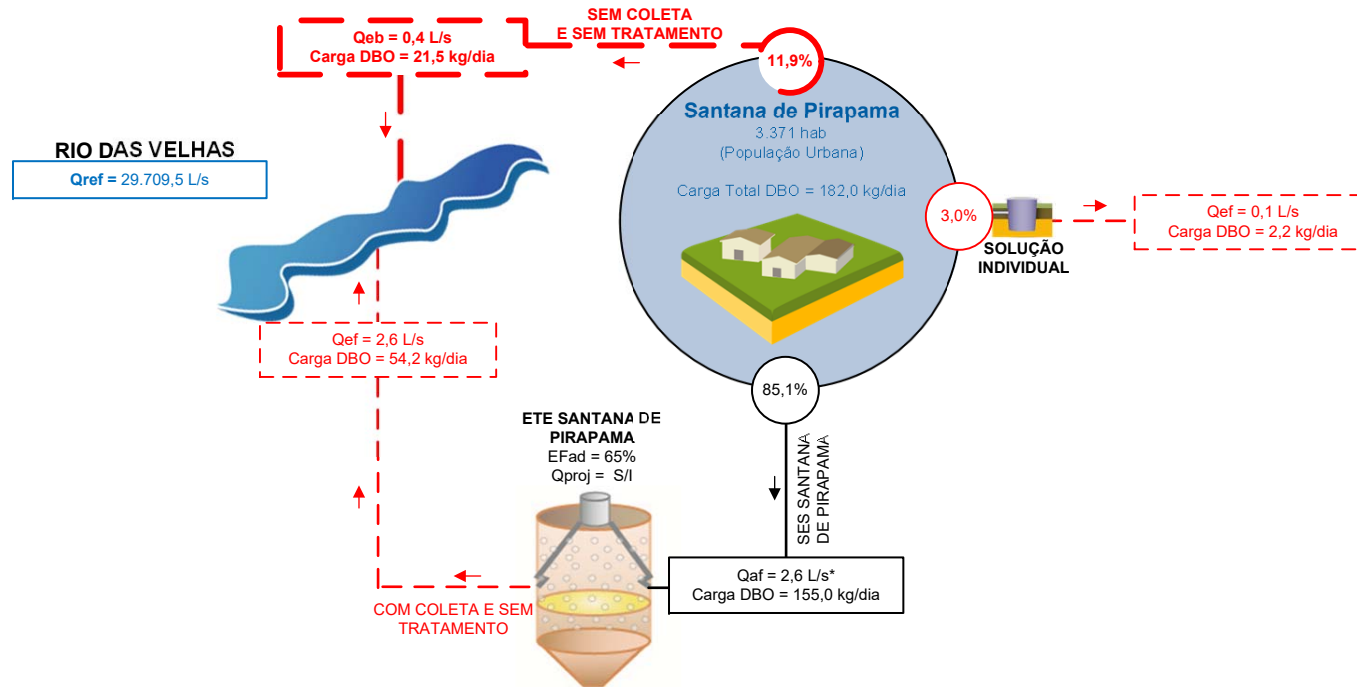 SEM COLETA
E SEM TRATAMENTO
Qeb = 0,4 L/s
Carga DBO = 21,5 kg/dia
11,9%
Santana de Pirapama
3.371 hab
(População Urbana)
Carga Total DBO = 182,0 kg/dia
RIO DAS VELHAS
Qref = 29.709,5 L/s
3,0%
SOLUÇÃO
INDIVIDUAL
Qef = 0,1 L/s
Carga DBO = 2,2 kg/dia
Qef = 2,6 L/s
Carga DBO = 54,2 kg/dia
85,1%
ETE SANTANA DE
PIRAPAMA
EFad = 65%
Qproj = S/I
SES SANTANA
DE PIRAPAMA
Qaf = 2,6 L/s*
Carga DBO = 155,0 kg/dia
COM COLETA E SEM
TRATAMENTO